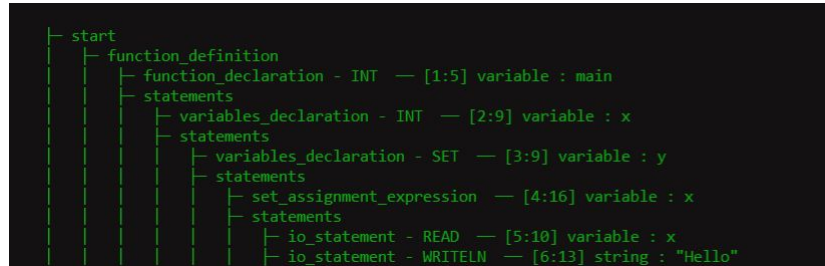 ├─ start
│ ├─ function_definition
│ │ ├─ function_declaration - INT — [1:5] variable : main
│ │ ├─ statements
│ │ │ ├─ variables_declaration - INT — [2:9] variable : x
│ │ │ ├─ statements
│ │ │ │ ├─ variables_declaration - SET — [3:9] variable : y
│ │ │ │ ├─ statements
│ │ │ │ │ ├─ set_assignment_expression — [4:16] variable : x
│ │ │ │ │ ├─ statements
│ │ │ │ │ │ ├─ io_statement - READ — [5:10] variable : x
│ │ │ │ │ │ ├─ io_statement - WRITELN — [6:13] string : "Hello"